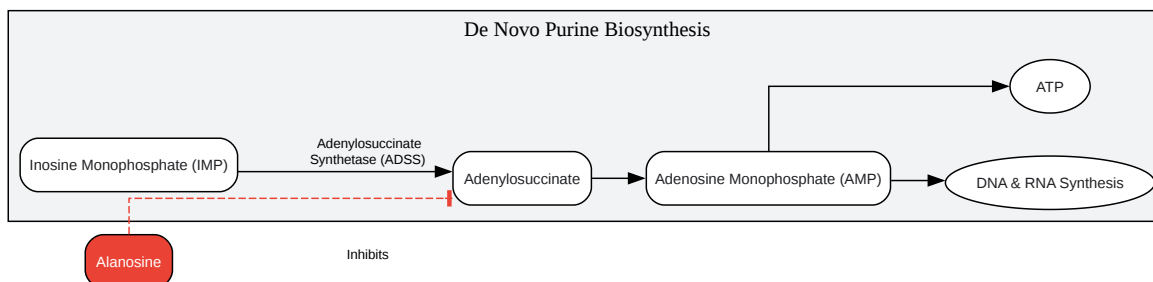 De Novo Purine Biosynthesis
ATP
Adenylosuccinate
Synthetase (ADSS)
Inosine Monophosphate (IMP)
Adenylosuccinate
Adenosine Monophosphate (AMP)
DNA & RNA Synthesis
Inhibits
Alanosine